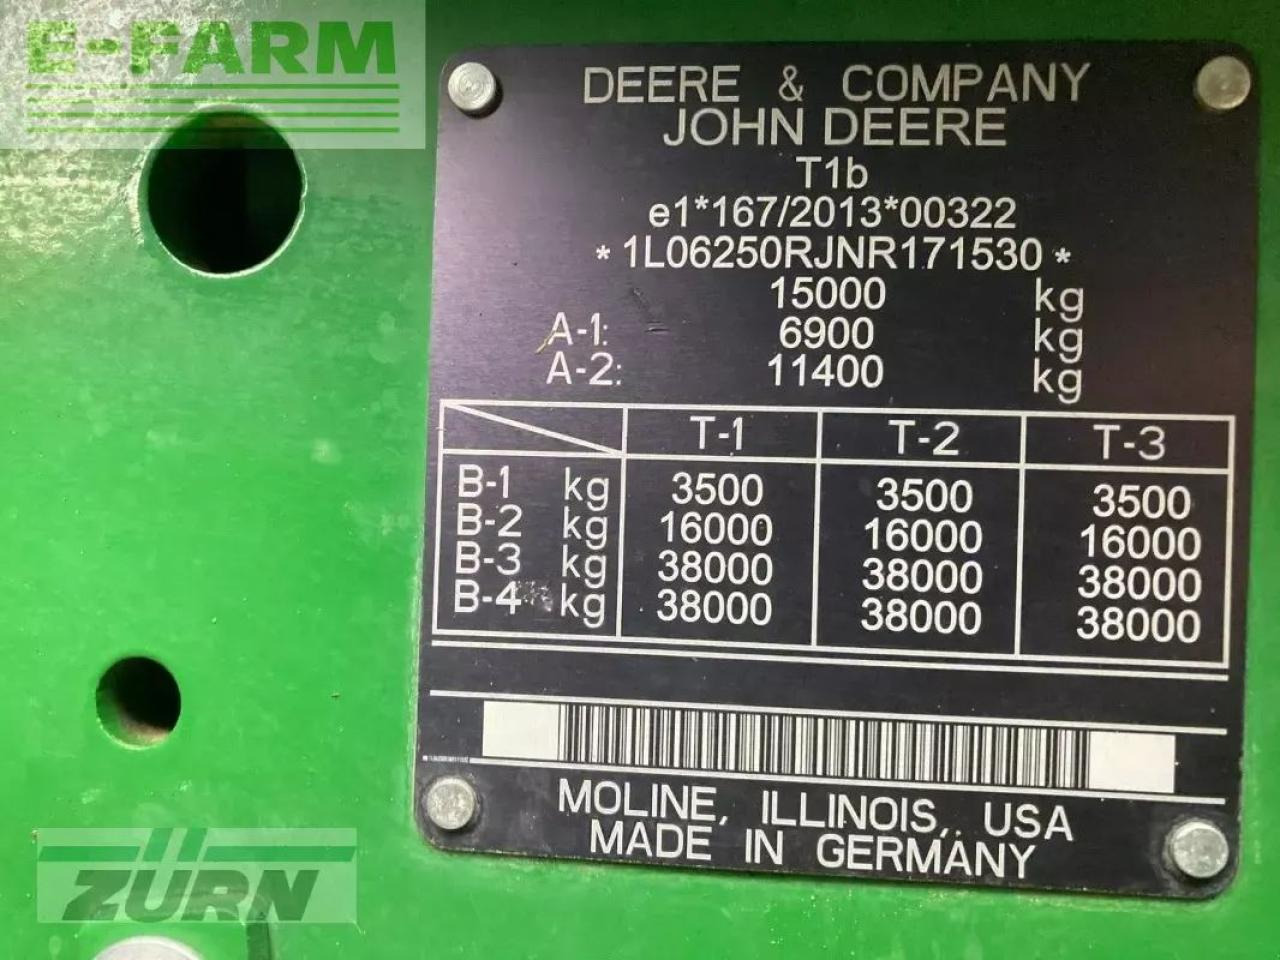 E-FARM
DEERE & COMPANY
JOHN DEERE
T1b
e1*167/2013*00322
*1L06250RJNR171530*
15000 kg
A-1: 6900 kg
A-2: 11400 kg
T-1 T-2 T-3
B-1 kg 3500 3500 3500
B-2 kg 16000 16000 16000
B-3 kg 38000 38000 38000
B-4 kg 38000 38000 38000
MOLINE, ILLINOIS, USA
MADE IN GERMANY
ZÜRN